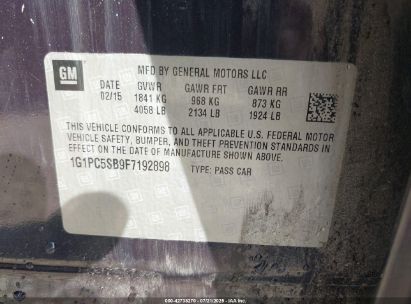 GM
MFD BY GENERAL MOTORS LLC
DATE GVWR GAWR FRT GAWR RR
02/15 1841 KG 968 KG 873 KG
4058 LB 2134 LB 1924 LB
THIS VEHICLE CONFORMS TO ALL APPLICABLE U.S. FEDERAL MOTOR
VEHICLE SAFETY, BUMPER, AND THEFT PREVENTION STANDARDS
IN EFFECT ON THE DATE OF MANUFACTURE SHOWN ABOVE.
1G1PC5SB9F7192898 TYPE: PASS CAR